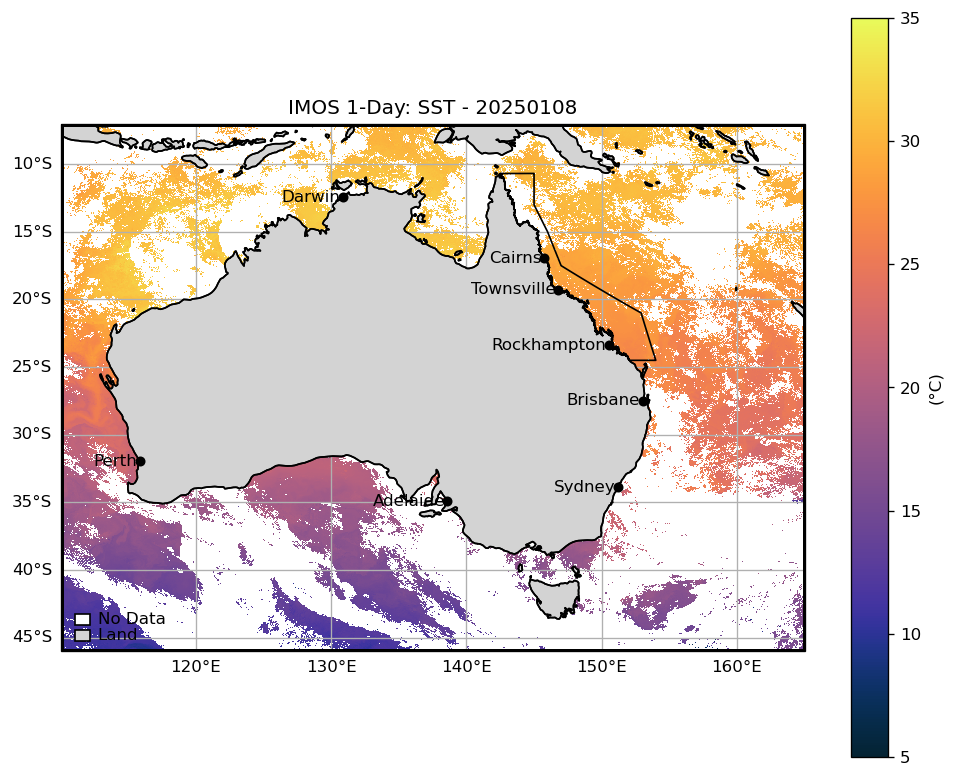 IMOS 1-Day: SST - 20250108
35
30
25
20
15
10
5
(°C)
10°S
15°S
20°S
25°S
30°S
35°S
40°S
45°S
Darwin
Cairns
Townsville
Rockhampton
Brisbane
Perth
Sydney
Adelaide
No Data
Land
120°E 130°E 140°E 150°E 160°E